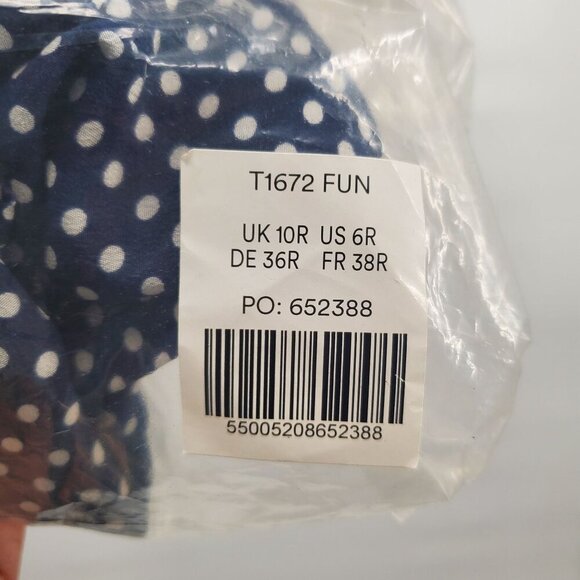 T1672 FUN
UK 10R US 6R
DE 36R FR 38R
PO: 652388
55005208652388